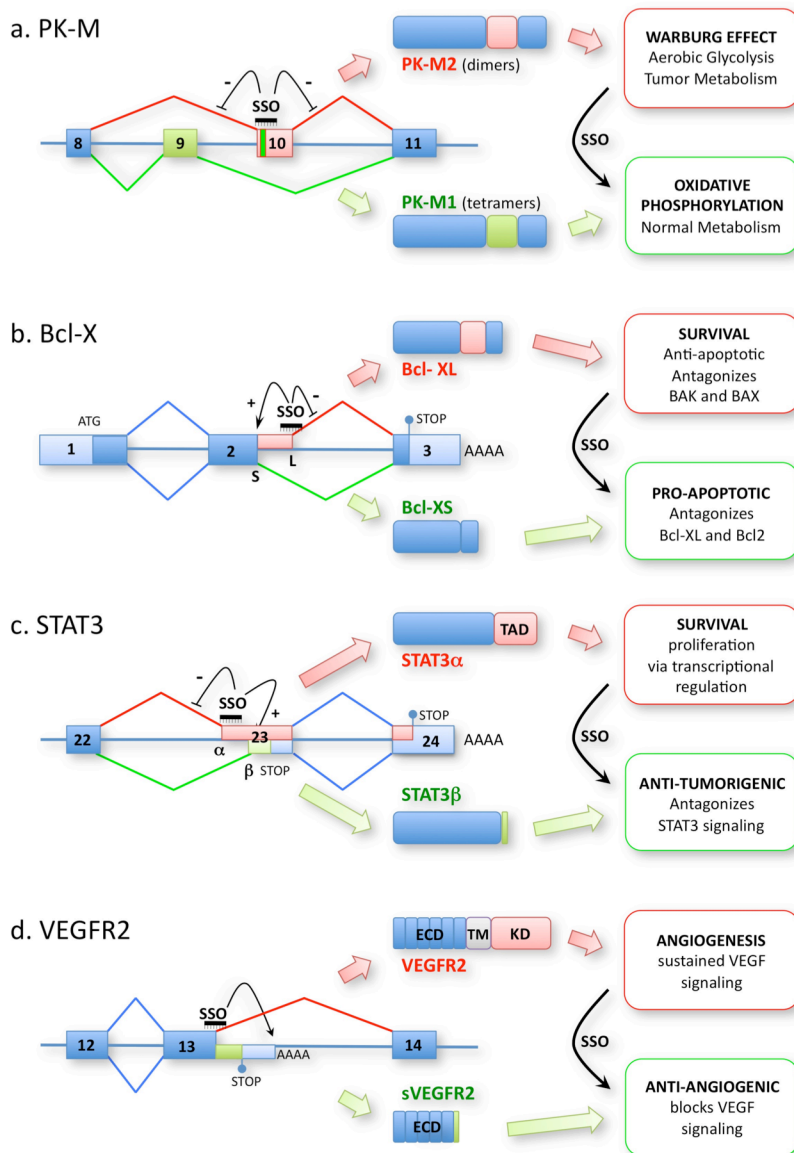 a. PK-M
- -
SSO
8 9 10 11
PK-M2 (dimers)
PK-M1 (tetramers)
WARBURG EFFECT
Aerobic Glycolysis
Tumor Metabolism
SSO
OXIDATIVE
PHOSPHORYLATION
Normal Metabolism
b. Bcl-X
+ -
SSO
ATG
STOP
1 2 3 AAAA
S L
Bcl- XL
Bcl-XS
SURVIVAL
Anti-apoptotic
Antagonizes
BAK and BAX
SSO
PRO-APOPTOTIC
Antagonizes
Bcl-XL and Bcl2
c. STAT3
-
SSO
+
STOP
22 23 24 AAAA
α
β STOP
TAD
STAT3α
STAT3β
SURVIVAL
proliferation
via transcriptional
regulation
SSO
ANTI-TUMORIGENIC
Antagonizes
STAT3 signaling
d. VEGFR2
SSO
12 13 14
AAAA
STOP
ECD TM KD
VEGFR2
sVEGFR2
ECD
ANGIOGENESIS
sustained VEGF
signaling
SSO
ANTI-ANGIOGENIC
blocks VEGF
signaling